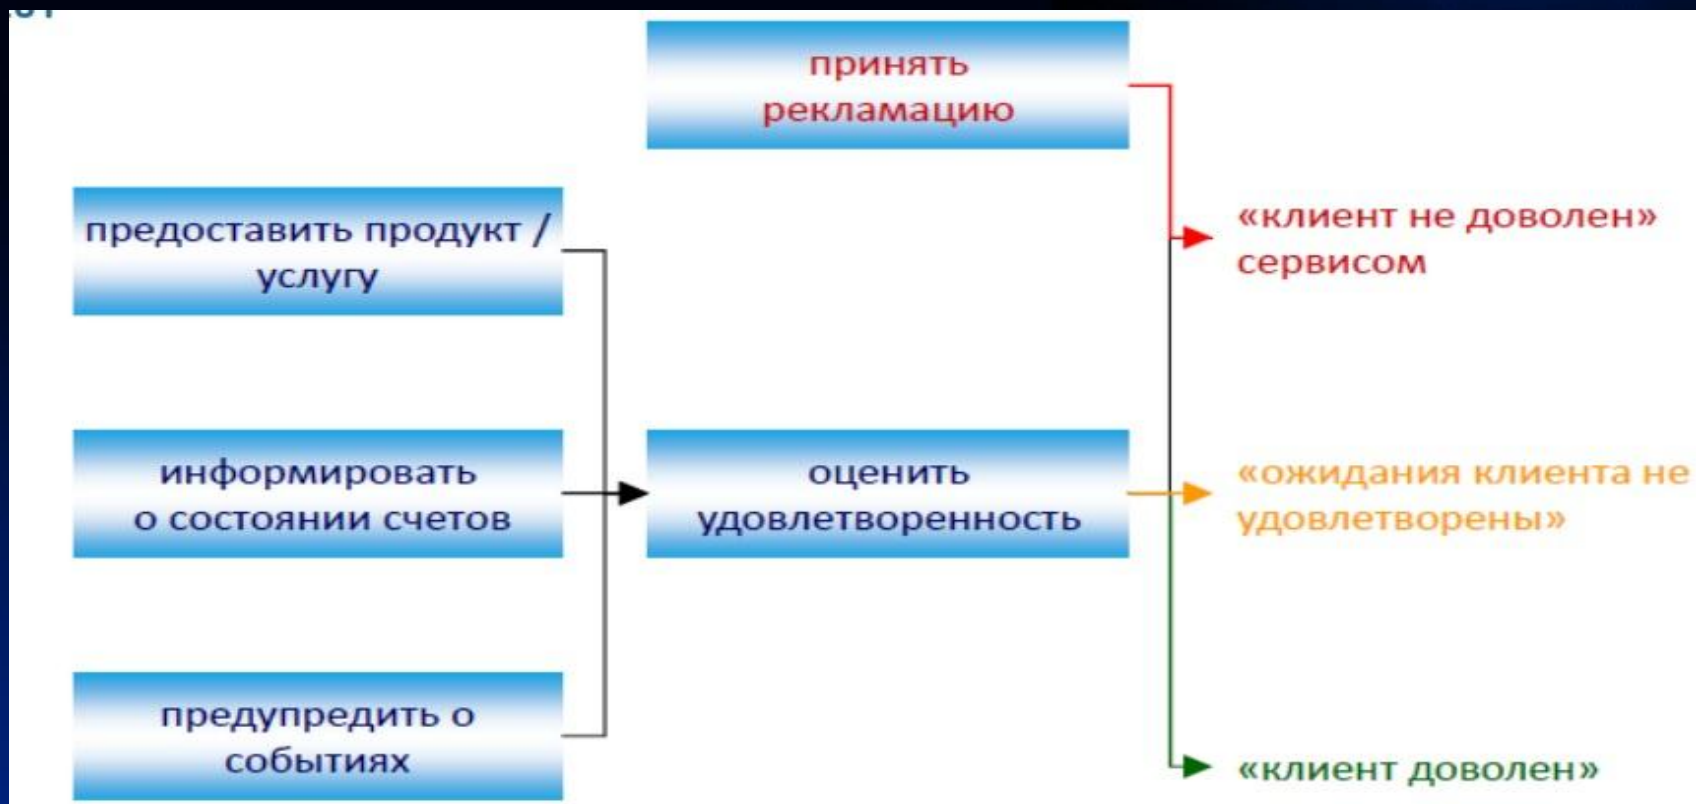 принять
рекламацию
предоставить продукт /
услугу
«клиент не доволен»
сервисом
информировать
о состоянии счетов
оценить
удовлетворенность
«ожидания клиента не
удовлетворены»
предупредить о
событиях
«клиент доволен»